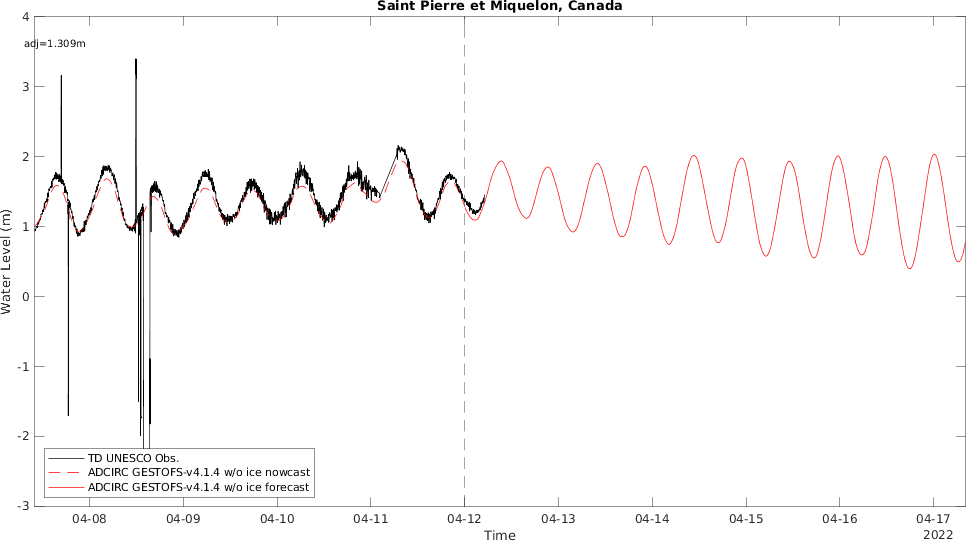 Saint Pierre et Miquelon, Canada
adj=1.309m
4
3
2
1
0
-1
-2
-3
Water Level (m)
TD UNESCO Obs.
ADCIRC GESTOFS-v4.1.4 w/o ice nowcast
ADCIRC GESTOFS-v4.1.4 w/o ice forecast
04-08 04-09 04-10 04-11 04-12 04-13 04-14 04-15 04-16 04-17
Time
2022